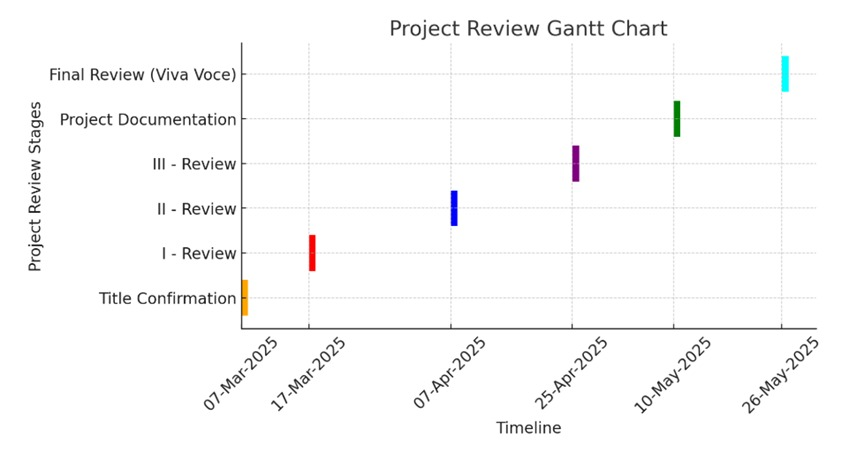 Project Review Gantt Chart
Project Review Stages
Final Review (Viva Voce)
Project Documentation
III - Review
II - Review
I - Review
Title Confirmation
07-Mar-2025
17-Mar-2025
07-Apr-2025
25-Apr-2025
10-May-2025
26-May-2025
Timeline